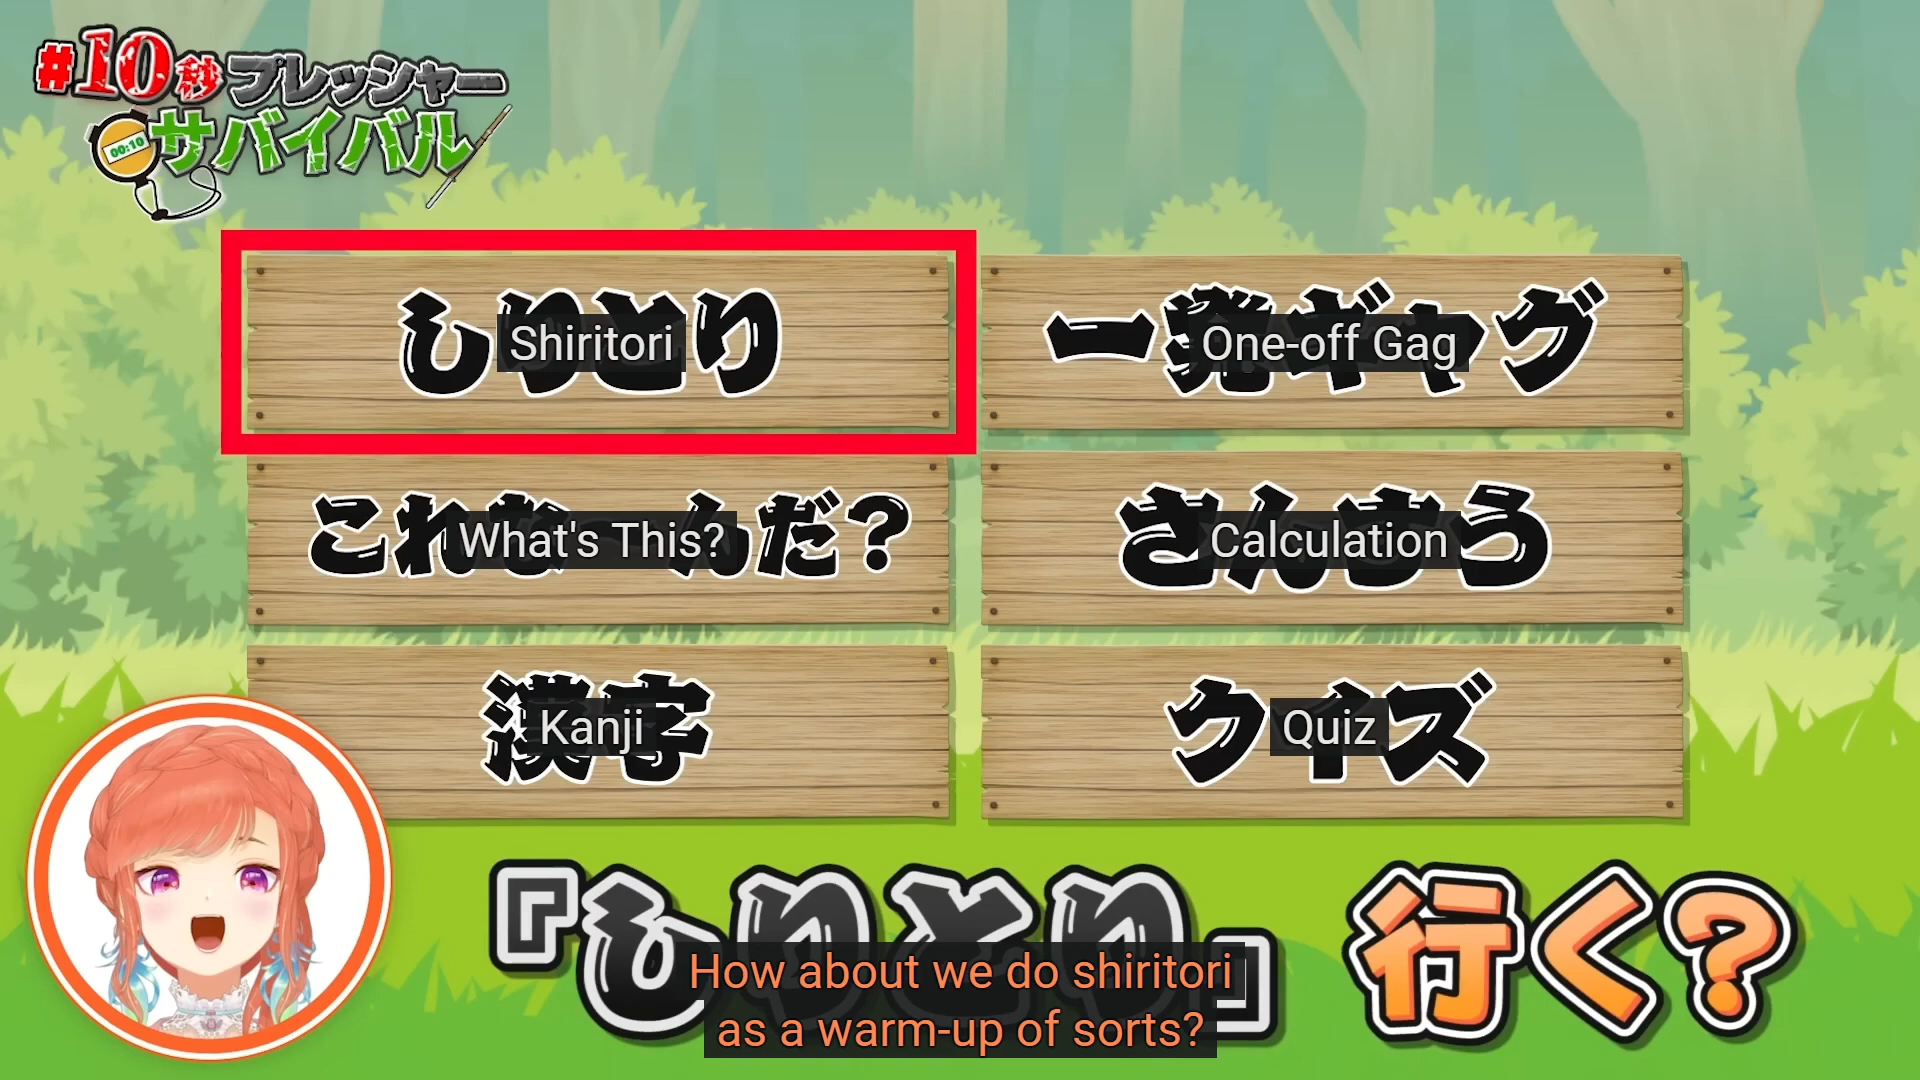 #10秒プレッシャー
サバイバル
00:10
しりとり
Shiritori
一発ギャグ
One-off Gag
これな〜んだ？
What's This?
さんすう
Calculation
漢字
Kanji
クイズ
Quiz
『しりとり』行く？
How about we do shiritori
as a warm-up of sorts?